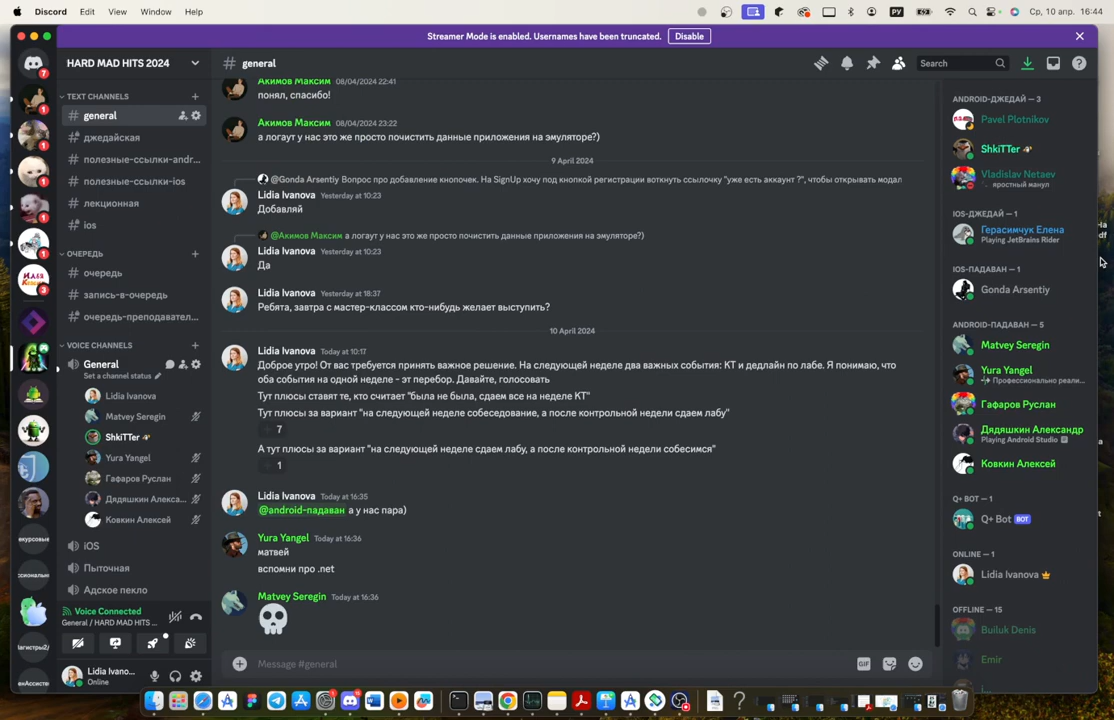 Discord Edit View Window Help
РУ
Ср, 10 апр. 16:44
Streamer Mode is enabled. Usernames have been truncated. Disable
HARD MAD HITS 2024
TEXT CHANNELS
general
джедайская
полезные-ссылки-andr...
полезные-ссылки-ios
лекционная
ios
ОЧЕРЕДЬ
очередь
запись-в-очередь
очередь-преподавател...
VOICE CHANNELS
General
Set a channel status
Lidia Ivanova
Matvey Seregin
ShkiTTer
Yura Yangel
Гафаров Руслан
Дядяшкин Алекса...
Ковкин Алексей
iOS
Пыточная
Адское пекло
Voice Connected
General / HARD MAD HITS ...
Lidia Ivano...
Online
# general
Search
Акимов Максим 08/04/2024 22:41
понял, спасибо!
Акимов Максим 08/04/2024 23:22
а логаут у нас это же просто почистить данные приложения на эмуляторе?)
9 April 2024
@Gonda Arsentiy Вопрос про добавление кнопочек. На SignUp хочу под кнопкой регистрации воткнуть ссылочку "уже есть аккаунт ?", чтобы открывать модал
Lidia Ivanova Yesterday at 10:23
Добавляй
@Акимов Максим а логаут у нас это же просто почистить данные приложения на эмуляторе?)
Lidia Ivanova Yesterday at 10:23
Да
Lidia Ivanova Yesterday at 18:37
Ребята, завтра с мастер-классом кто-нибудь желает выступить?
10 April 2024
Lidia Ivanova Today at 10:17
Доброе утро! От вас требуется принять важное решение. На следующей неделе два важных события: КТ и дедлайн по лабе. Я понимаю, что
оба события на одной неделе - эт перебор. Давайте, голосовать
Тут плюсы ставят те, кто считает "была не была, сдаем все на неделе КТ"
Тут плюсы за вариант "на следующей неделе собеседование, а после контрольной недели сдаем лабу"
7
А тут плюсы за вариант "на следующей неделе сдаем лабу, а после контрольной недели собесимся"
1
Lidia Ivanova Today at 16:35
@android-падаван а у нас пара)
Yura Yangel Today at 16:36
матвей
вспомни про .net
Matvey Seregin Today at 16:36
Message #general
GIF
ANDROID-ДЖЕДАЙ — 3
Pavel Plotnikov
ShkiTTer
Vladislav Netaev
яростный манул
IOS-ДЖЕДАЙ — 1
Герасимчук Елена
Playing JetBrains Rider
IOS-ПАДАВАН — 1
Gonda Arsentiy
ANDROID-ПАДАВАН — 5
Matvey Seregin
Yura Yangel
Профессионально реали...
Гафаров Руслан
Дядяшкин Александр
Playing Android Studio
Ковкин Алексей
Q+ BOT — 1
Q+ Bot BOT
ONLINE — 1
Lidia Ivanova
OFFLINE — 15
Builuk Denis
Emir